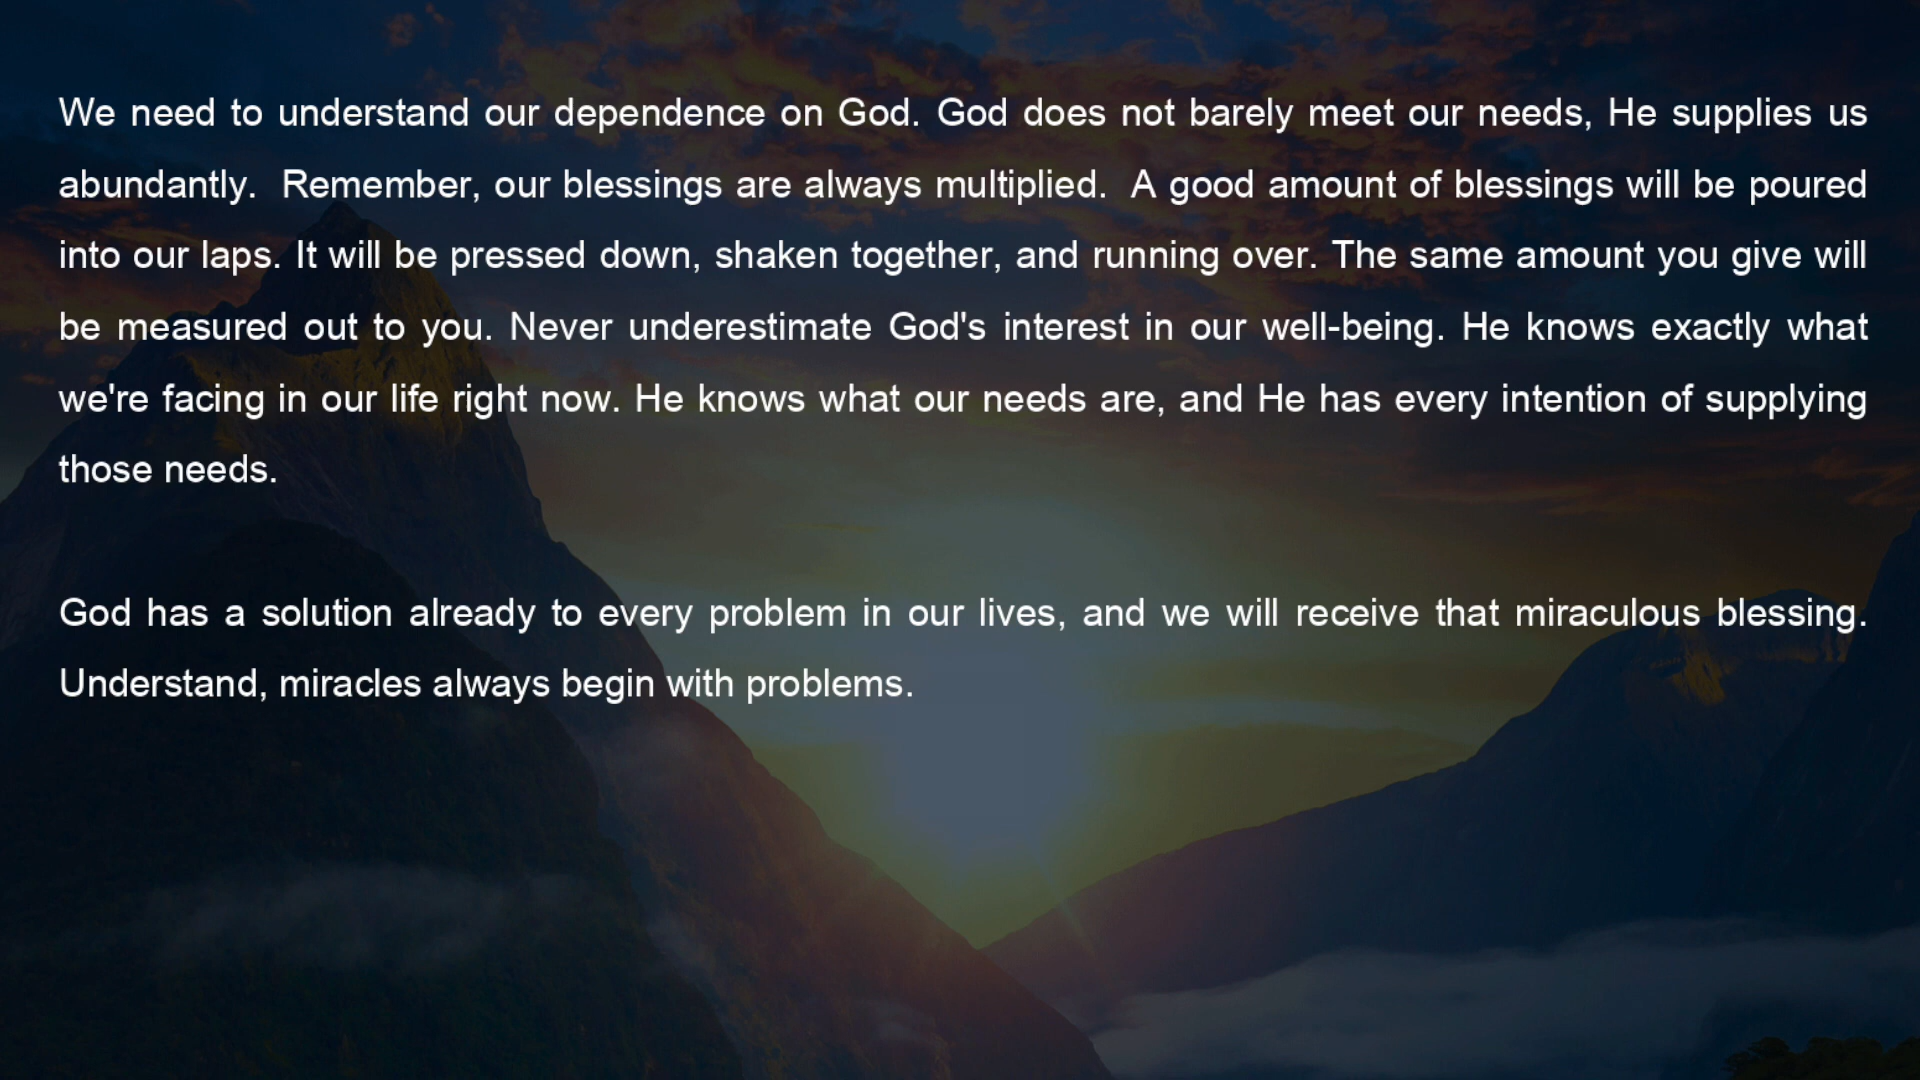 We need to understand our dependence on God. God does not barely meet our needs, He supplies us
abundantly.  Remember, our blessings are always multiplied.  A good amount of blessings will be poured
into our laps. It will be pressed down, shaken together, and running over. The same amount you give will
be measured out to you. Never underestimate God's interest in our well-being. He knows exactly what
we're facing in our life right now. He knows what our needs are, and He has every intention of supplying
those needs.
God has a solution already to every problem in our lives, and we will receive that miraculous blessing.
Understand, miracles always begin with problems.